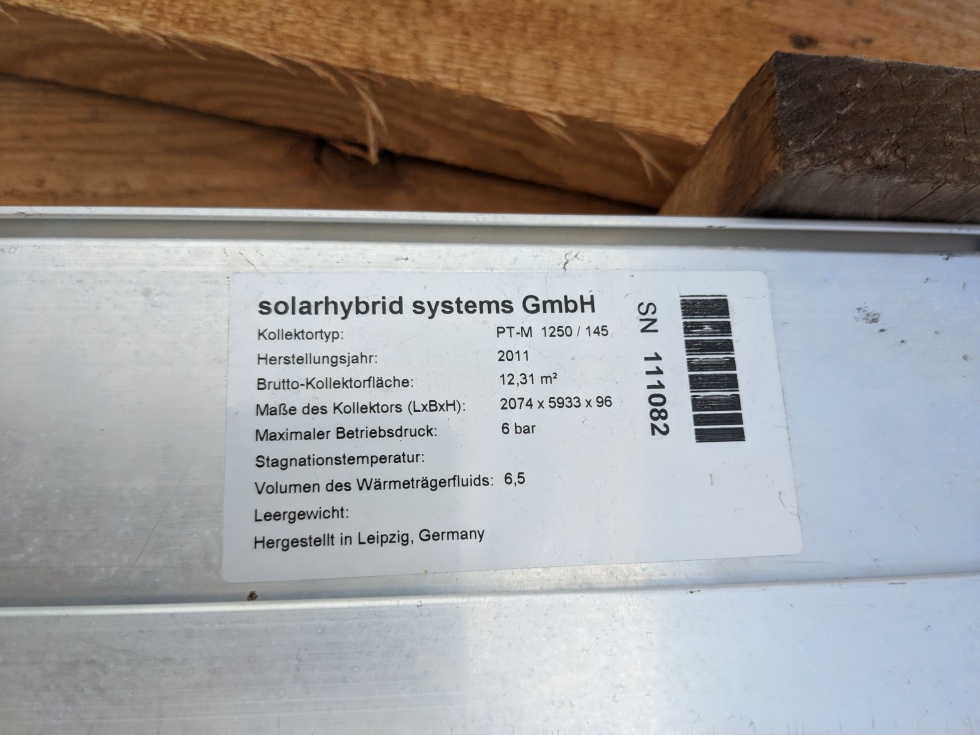 solarhybrid systems GmbH
Kollektortyp: PT-M 1250 / 145
Herstellungsjahr: 2011
Brutto-Kollektorfläche: 12,31 m²
Maße des Kollektors (LxBxH): 2074 x 5933 x 96
Maximaler Betriebsdruck: 6 bar
Stagnationstemperatur:
Volumen des Wärmeträgerfluids: 6,5
Leergewicht:
Hergestellt in Leipzig, Germany
SN 111082